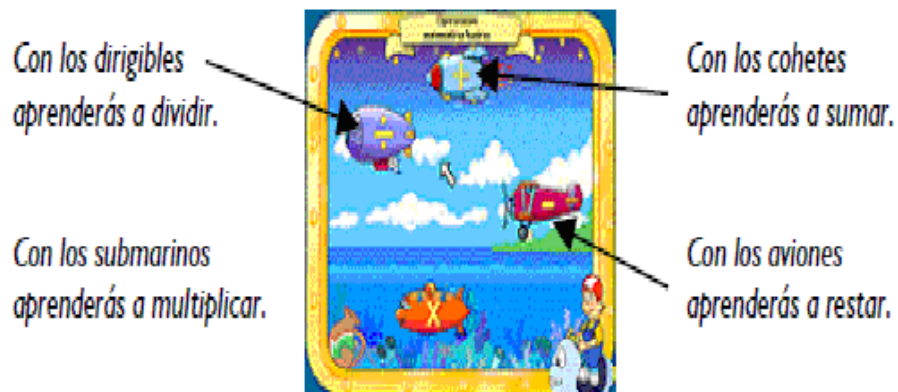 Con los dirigibles
aprenderás a dividir.
Con los cohetes
aprenderás a sumar.
Con los submarinos
aprenderás a multiplicar.
Con los aviones
aprenderás a restar.